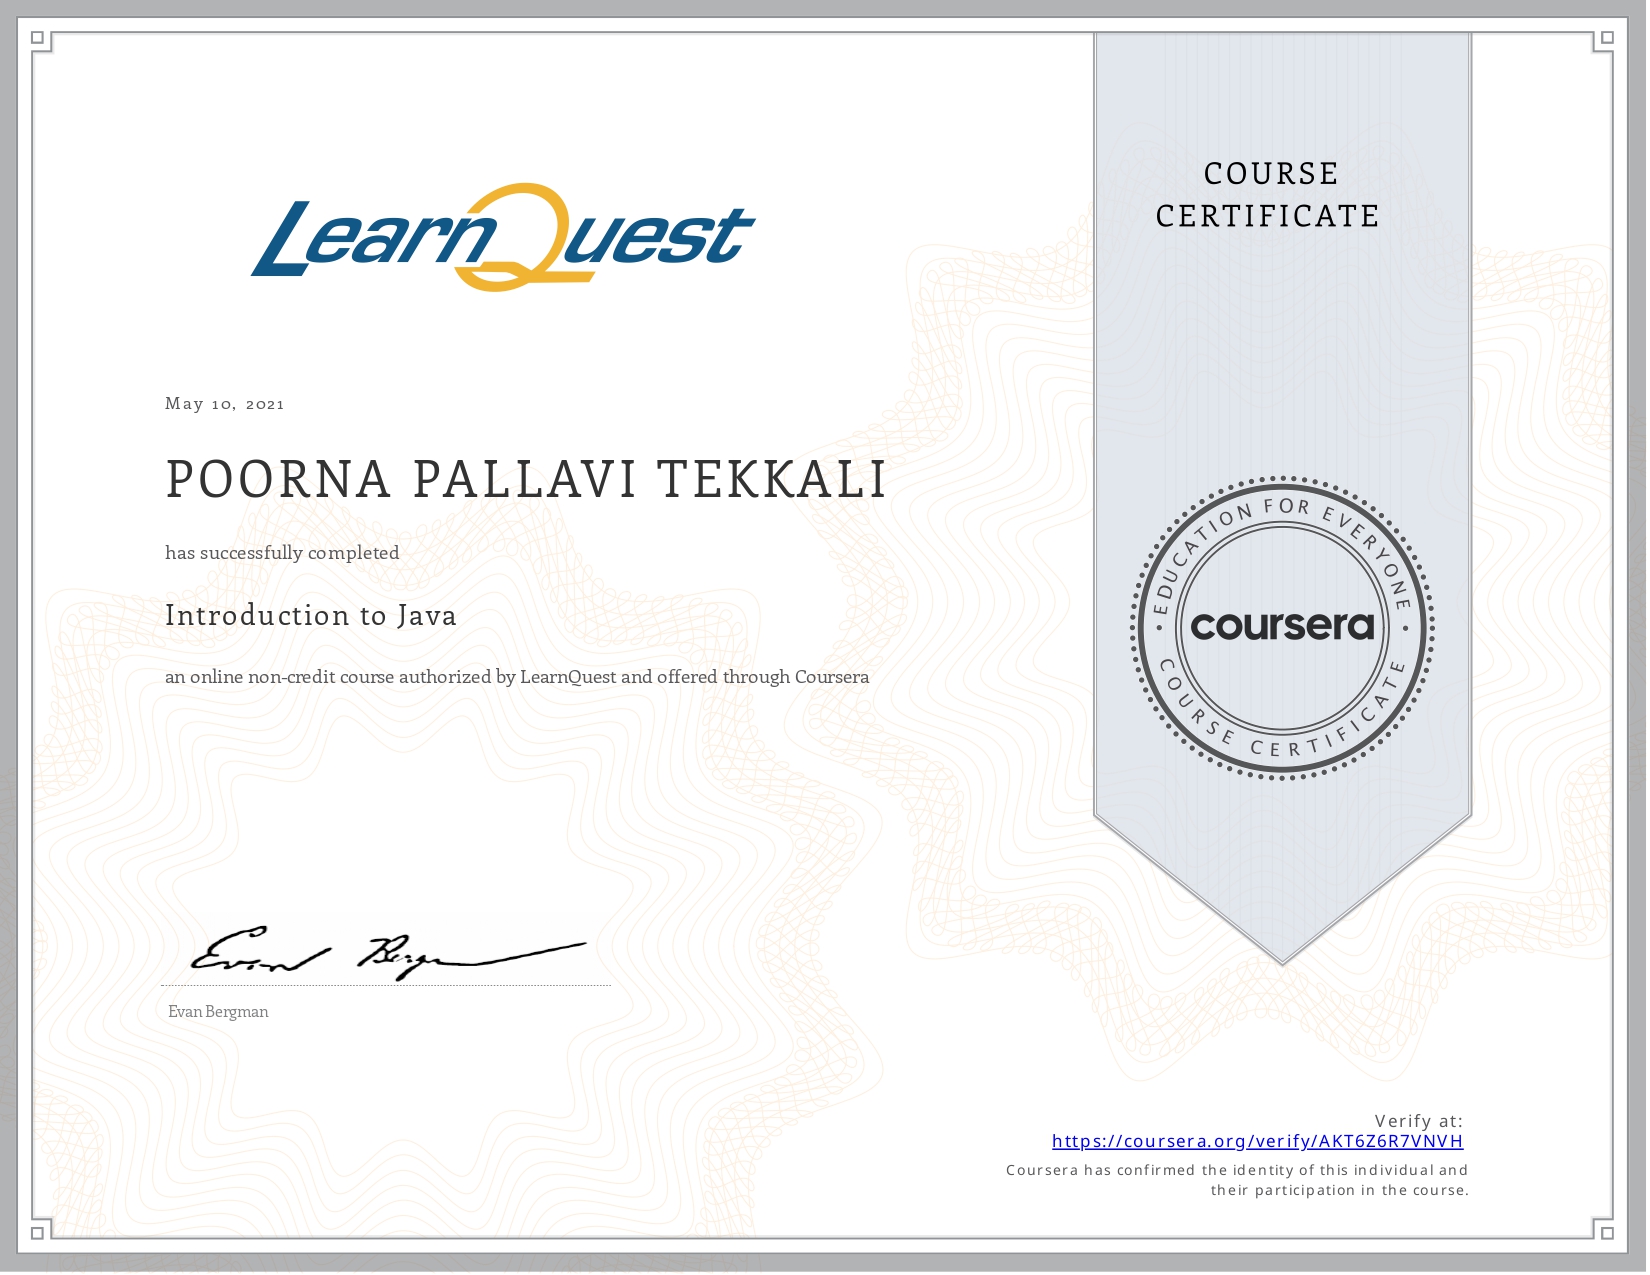 LearnQuest
COURSE
CERTIFICATE
May 10, 2021
POORNA PALLAVI TEKKALI
has successfully completed
Introduction to Java
an online non-credit course authorized by LearnQuest and offered through Coursera
EDUCATION FOR EVERYONE
coursera
COURSE CERTIFICATE
Evan Bergman
Evan Bergman
Verify at:
https://coursera.org/verify/AKT6Z6R7VNVH
Coursera has confirmed the identity of this individual and
their participation in the course.